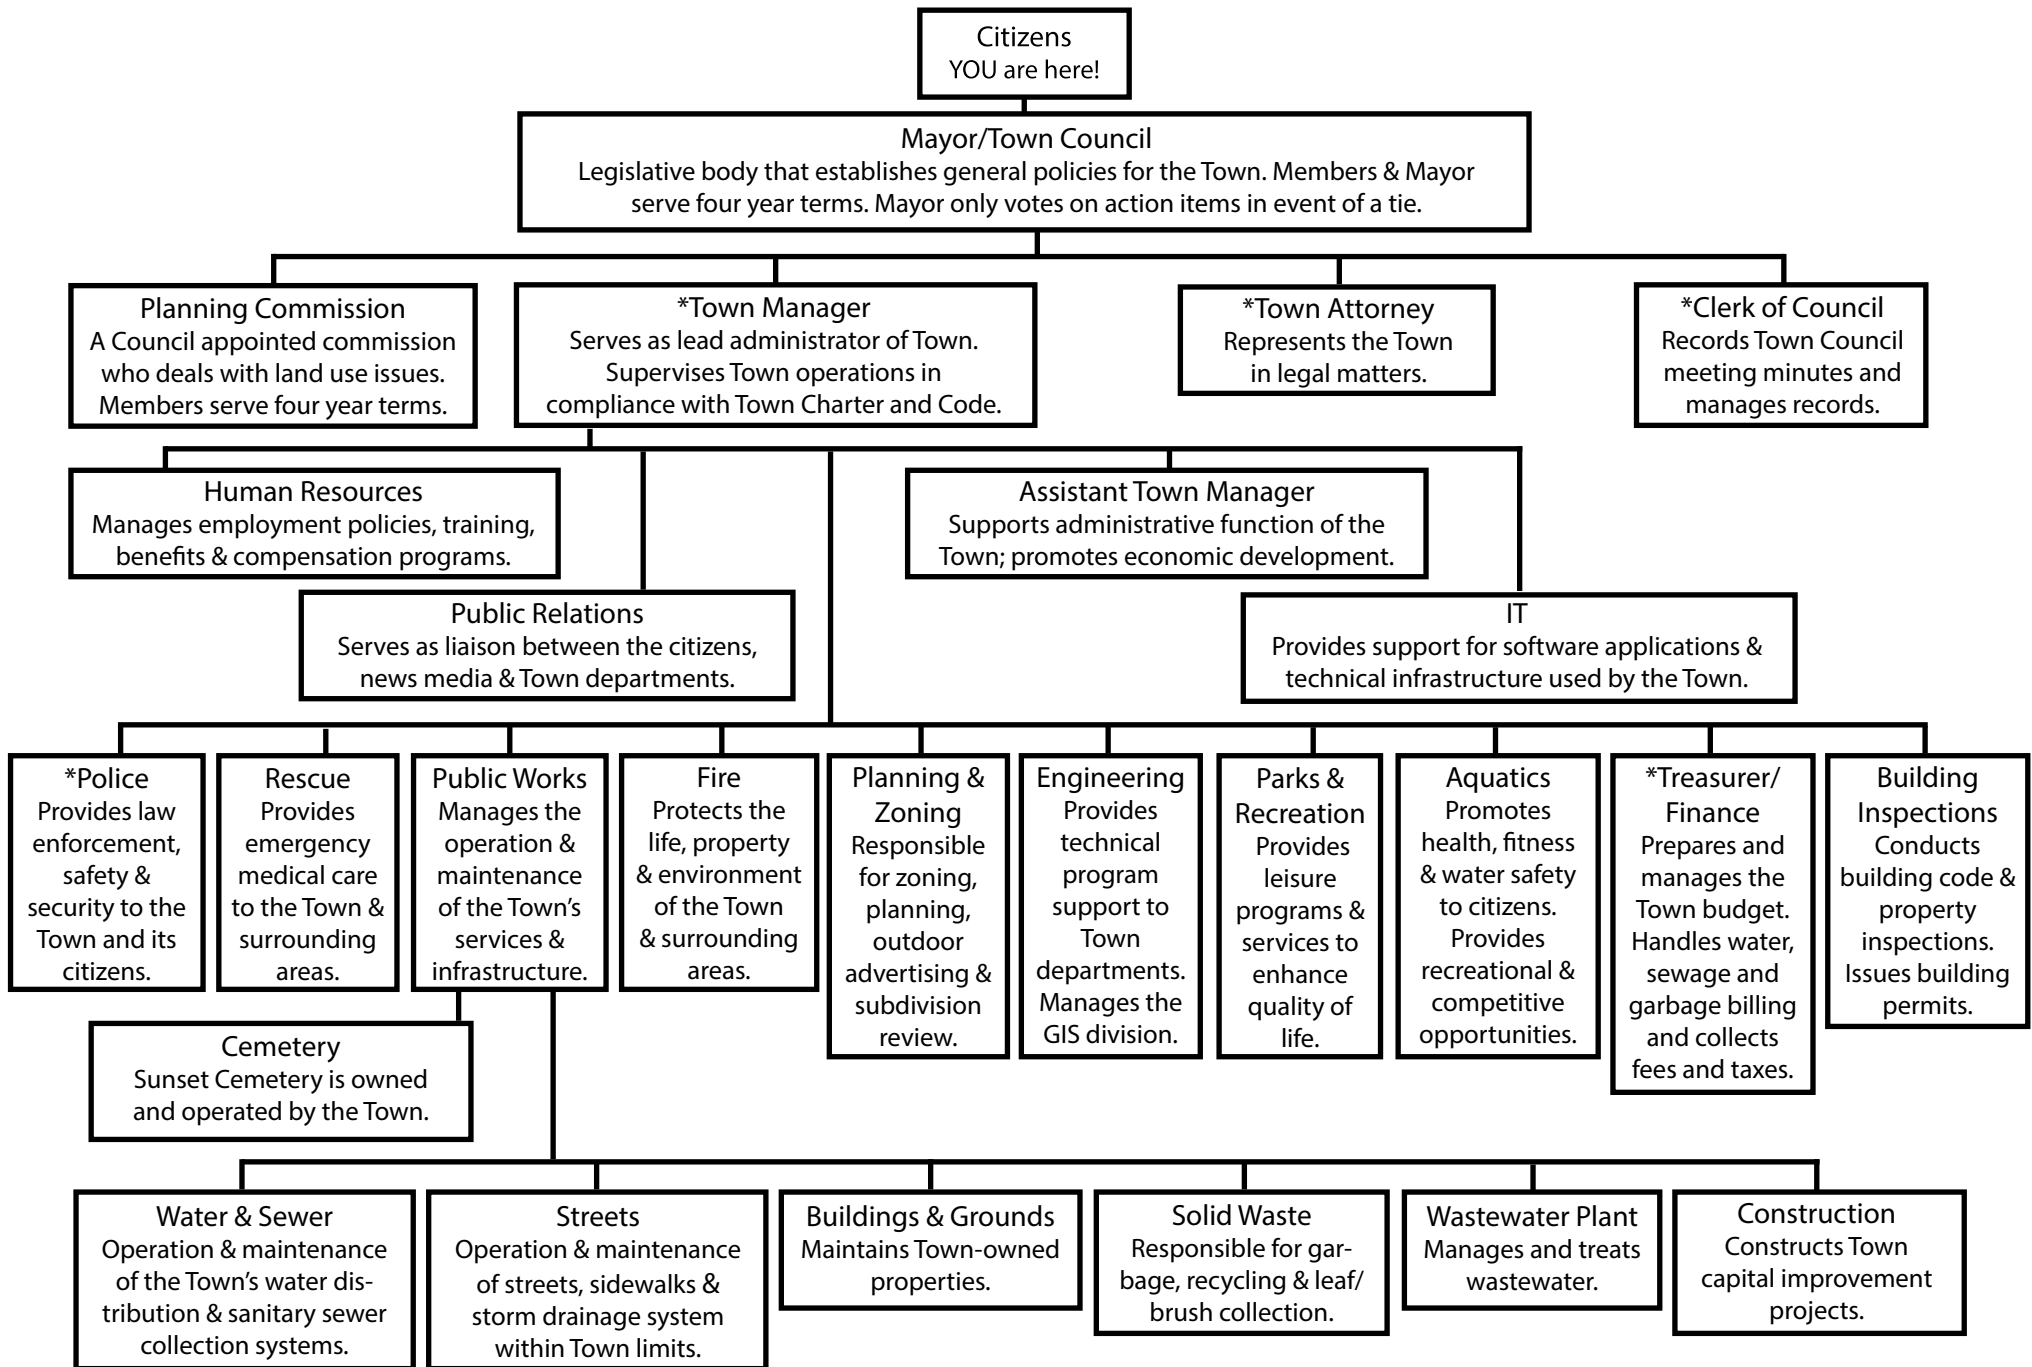 Citizens
YOU are here!
Mayor/Town Council
Legislative body that establishes general policies for the Town. Members & Mayor
serve four year terms. Mayor only votes on action items in event of a tie.
Planning Commission
A Council appointed commission
who deals with land use issues.
Members serve four year terms.
*Town Manager
Serves as lead administrator of Town.
Supervises Town operations in
compliance with Town Charter and Code.
*Town Attorney
Represents the Town
in legal matters.
*Clerk of Council
Records Town Council
meeting minutes and
manages records.
Human Resources
Manages employment policies, training,
benefits & compensation programs.
Assistant Town Manager
Supports administrative function of the
Town; promotes economic development.
Public Relations
Serves as liaison between the citizens,
news media & Town departments.
IT
Provides support for software applications &
technical infrastructure used by the Town.
*Police
Provides law
enforcement,
safety &
security to the
Town and its
citizens.
Rescue
Provides
emergency
medical care
to the Town &
surrounding
areas.
Public Works
Manages the
operation &
maintenance
of the Town's
services &
infrastructure.
Fire
Protects the
life, property
& environment
of the Town
& surrounding
areas.
Planning &
Zoning
Responsible
for zoning,
planning,
outdoor
advertising &
subdivision
review.
Engineering
Provides
technical
program
support to
Town
departments.
Manages the
GIS division.
Parks &
Recreation
Provides
leisure
programs &
services to
enhance
quality of
life.
Aquatics
Promotes
health, fitness
& water safety
to citizens.
Provides
recreational &
competitive
opportunities.
*Treasurer/
Finance
Prepares and
manages the
Town budget.
Handles water,
sewage and
garbage billing
and collects
fees and taxes.
Building
Inspections
Conducts
building code &
property
inspections.
Issues building
permits.
Cemetery
Sunset Cemetery is owned
and operated by the Town.
Water & Sewer
Operation & maintenance
of the Town's water dis-
tribution & sanitary sewer
collection systems.
Streets
Operation & maintenance
of streets, sidewalks &
storm drainage system
within Town limits.
Buildings & Grounds
Maintains Town-owned
properties.
Solid Waste
Responsible for gar-
bage, recycling & leaf/
brush collection.
Wastewater Plant
Manages and treats
wastewater.
Construction
Constructs Town
capital improvement
projects.